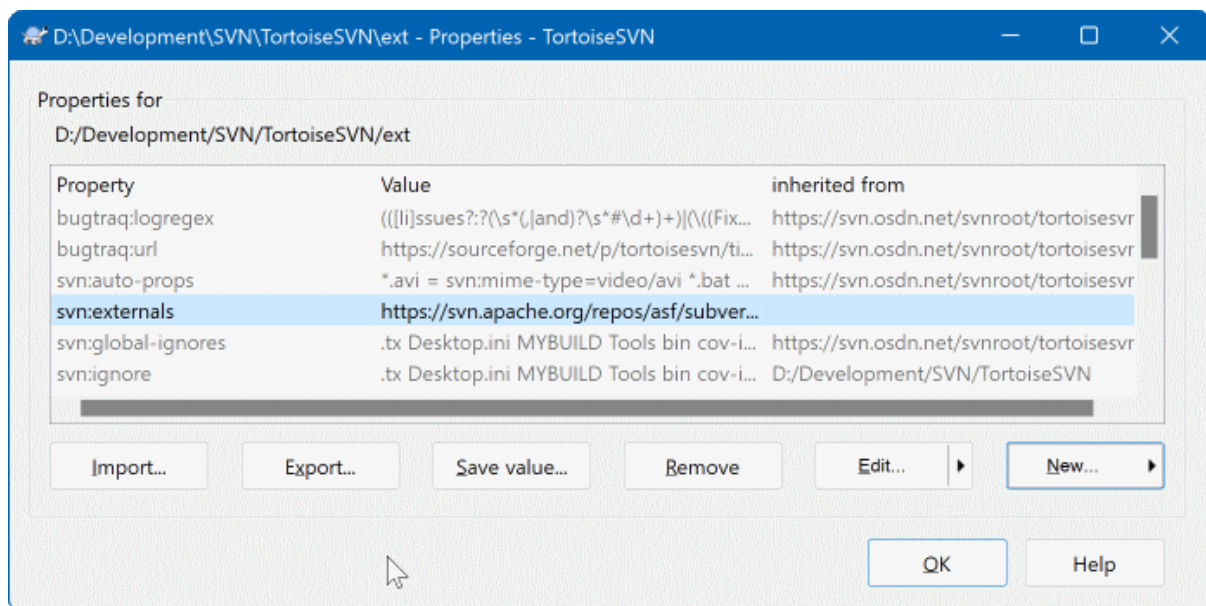 D:\Development\SVN\TortoiseSVN\ext - Properties - TortoiseSVN
Properties for
D:/Development/SVN/TortoiseSVN/ext
Property Value inherited from
bugtraq:logregex (([Ii]ssues?:?(\s*(,|and)?\s*#\d+)+)|(\((Fix... https://svn.osdn.net/svnroot/tortoisesvr
bugtraq:url https://sourceforge.net/p/tortoisesvn/ti... https://svn.osdn.net/svnroot/tortoisesvr
svn:auto-props *.avi = svn:mime-type=video/avi *.bat ... https://svn.osdn.net/svnroot/tortoisesvr
svn:externals https://svn.apache.org/repos/asf/subver...
svn:global-ignores .tx Desktop.ini MYBUILD Tools bin cov-i... https://svn.osdn.net/svnroot/tortoisesvr
svn:ignore .tx Desktop.ini MYBUILD Tools bin cov-i... D:/Development/SVN/TortoiseSVN
Import... Export... Save value... Remove Edit... New...
OK Help